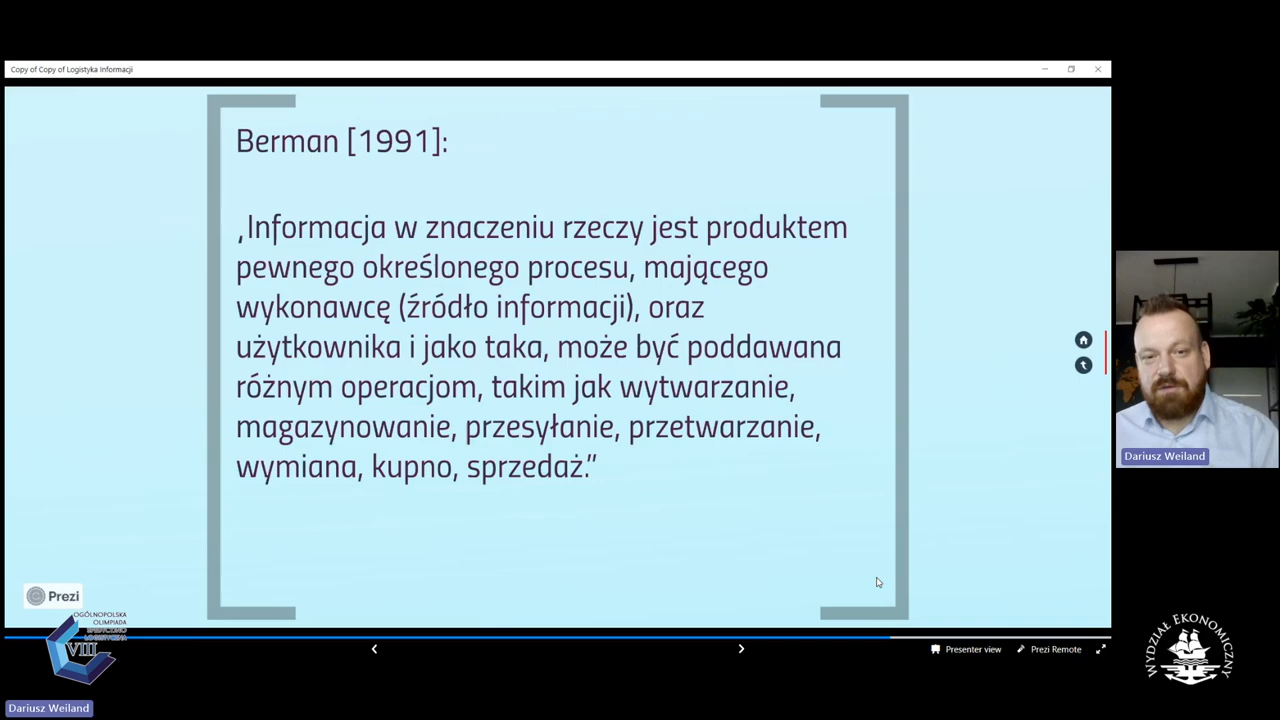 Copy of Copy of Logistyka Informacji
Berman [1991]:
„Informacja w znaczeniu rzeczy jest produktem
pewnego określonego procesu, mającego
wykonawcę (źródło informacji), oraz
użytkownika i jako taka, może być poddawana
różnym operacjom, takim jak wytwarzanie,
magazynowanie, przesyłanie, przetwarzanie,
wymiana, kupno, sprzedaż.”
Dariusz Weiland
Prezi
OGÓLNOPOLSKA
OLIMPIADA
SPEDYCYJNO
LOGISTYCZNA
VIII
Presenter view
Prezi Remote
WYDZIAŁ EKONOMICZNY
Dariusz Weiland